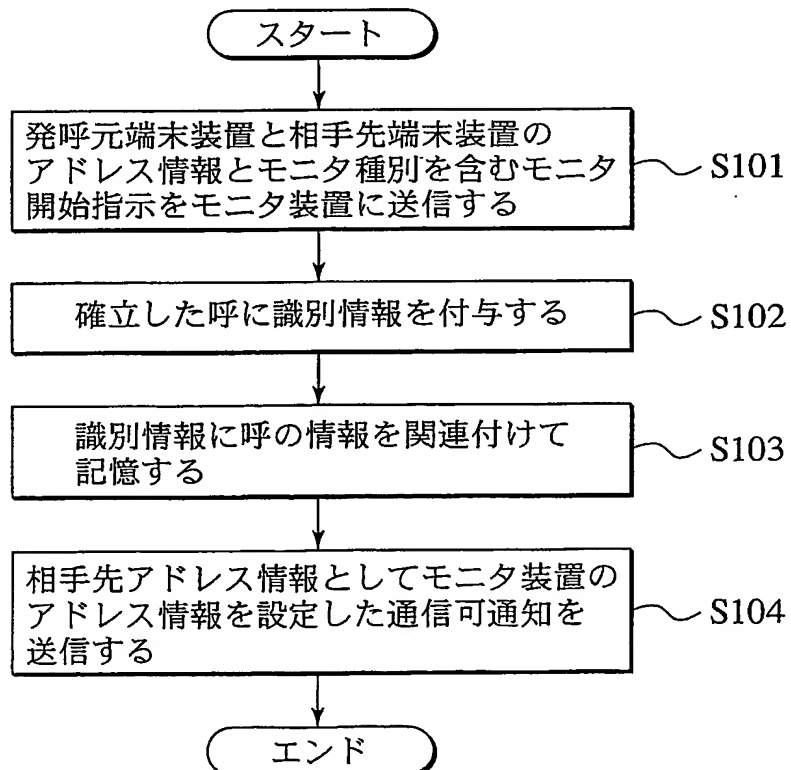 スタート
発呼元端末装置と相手先端末装置の
アドレス情報とモニタ種別を含むモニタ
開始指示をモニタ装置に送信する
S101
確立した呼に識別情報を付与する
S102
識別情報に呼の情報を関連付けて
記憶する
S103
相手先アドレス情報としてモニタ装置の
アドレス情報を設定した通信可通知を
送信する
S104
エンド